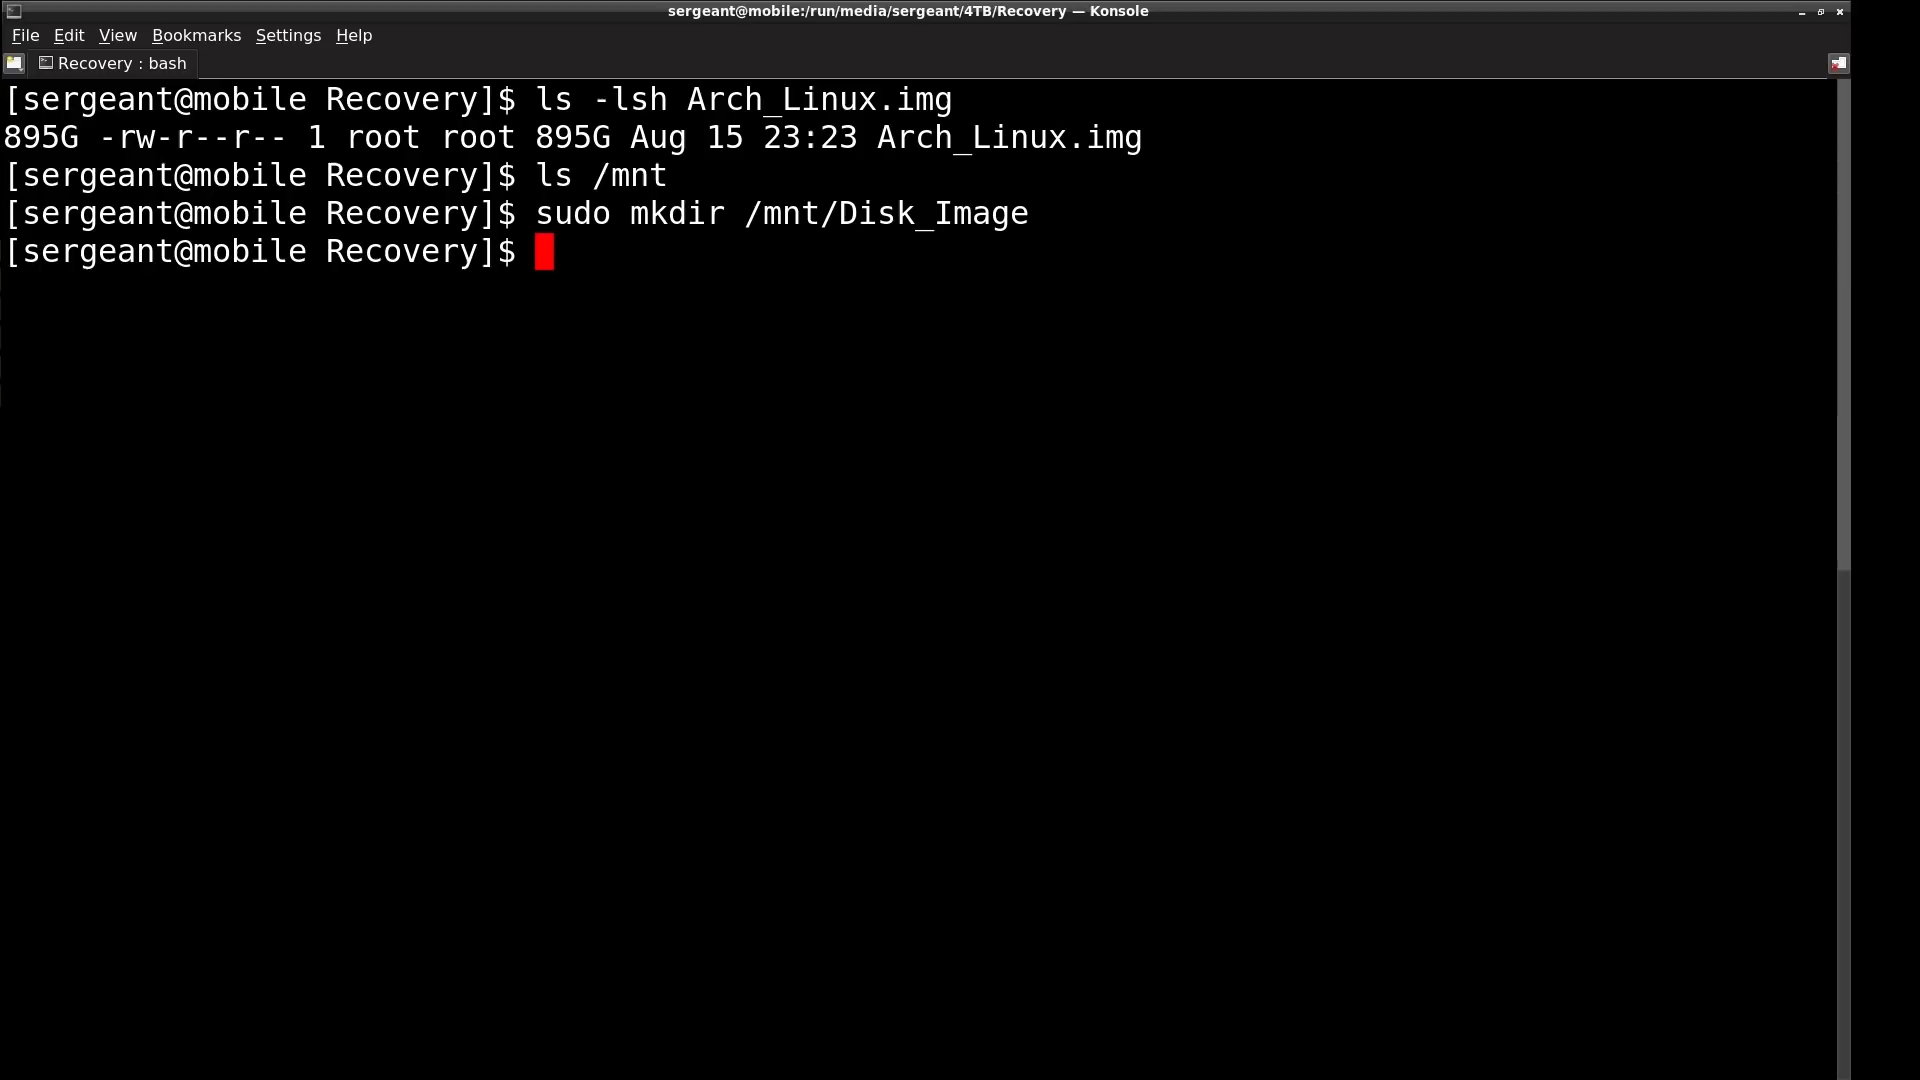 sergeant@mobile:/run/media/sergeant/4TB/Recovery — Konsole
File Edit View Bookmarks Settings Help
Recovery : bash
[sergeant@mobile Recovery]$ ls -lsh Arch_Linux.img
895G -rw-r--r-- 1 root root 895G Aug 15 23:23 Arch_Linux.img
[sergeant@mobile Recovery]$ ls /mnt
[sergeant@mobile Recovery]$ sudo mkdir /mnt/Disk_Image
[sergeant@mobile Recovery]$